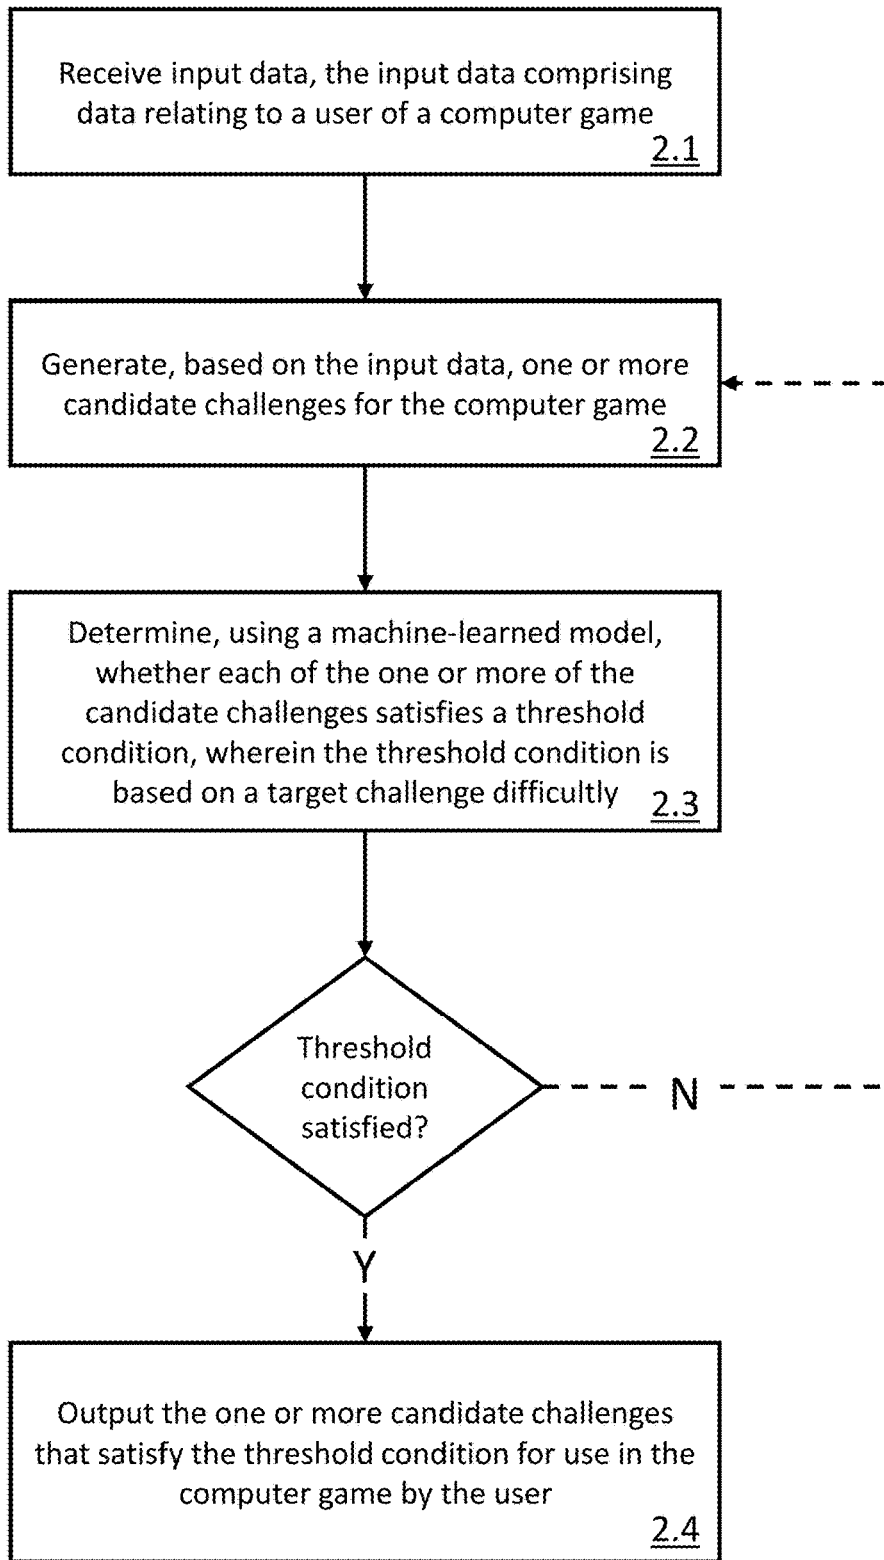 Receive input data, the input data comprising
data relating to a user of a computer game
2.1
Generate, based on the input data, one or more
candidate challenges for the computer game
2.2
Determine, using a machine-learned model,
whether each of the one or more of the
candidate challenges satisfies a threshold
condition, wherein the threshold condition is
based on a target challenge difficultly
2.3
Threshold
condition
satisfied?
N
Y
Output the one or more candidate challenges
that satisfy the threshold condition for use in the
computer game by the user
2.4